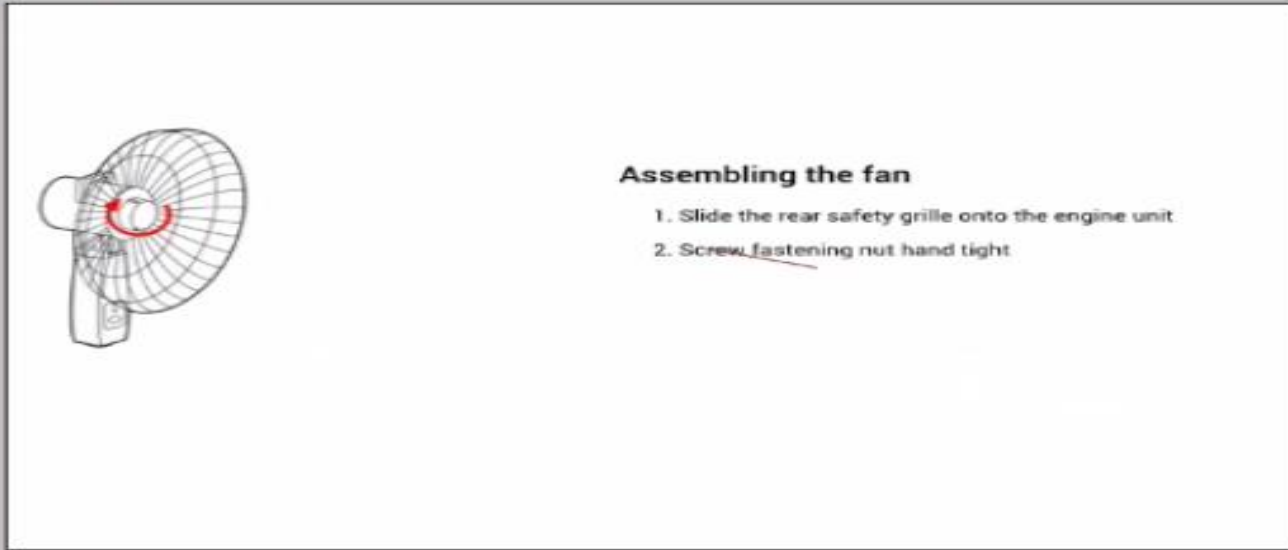 Assembling the fan
1. Slide the rear safety grille onto the engine unit
2. Screw fastening nut hand tight